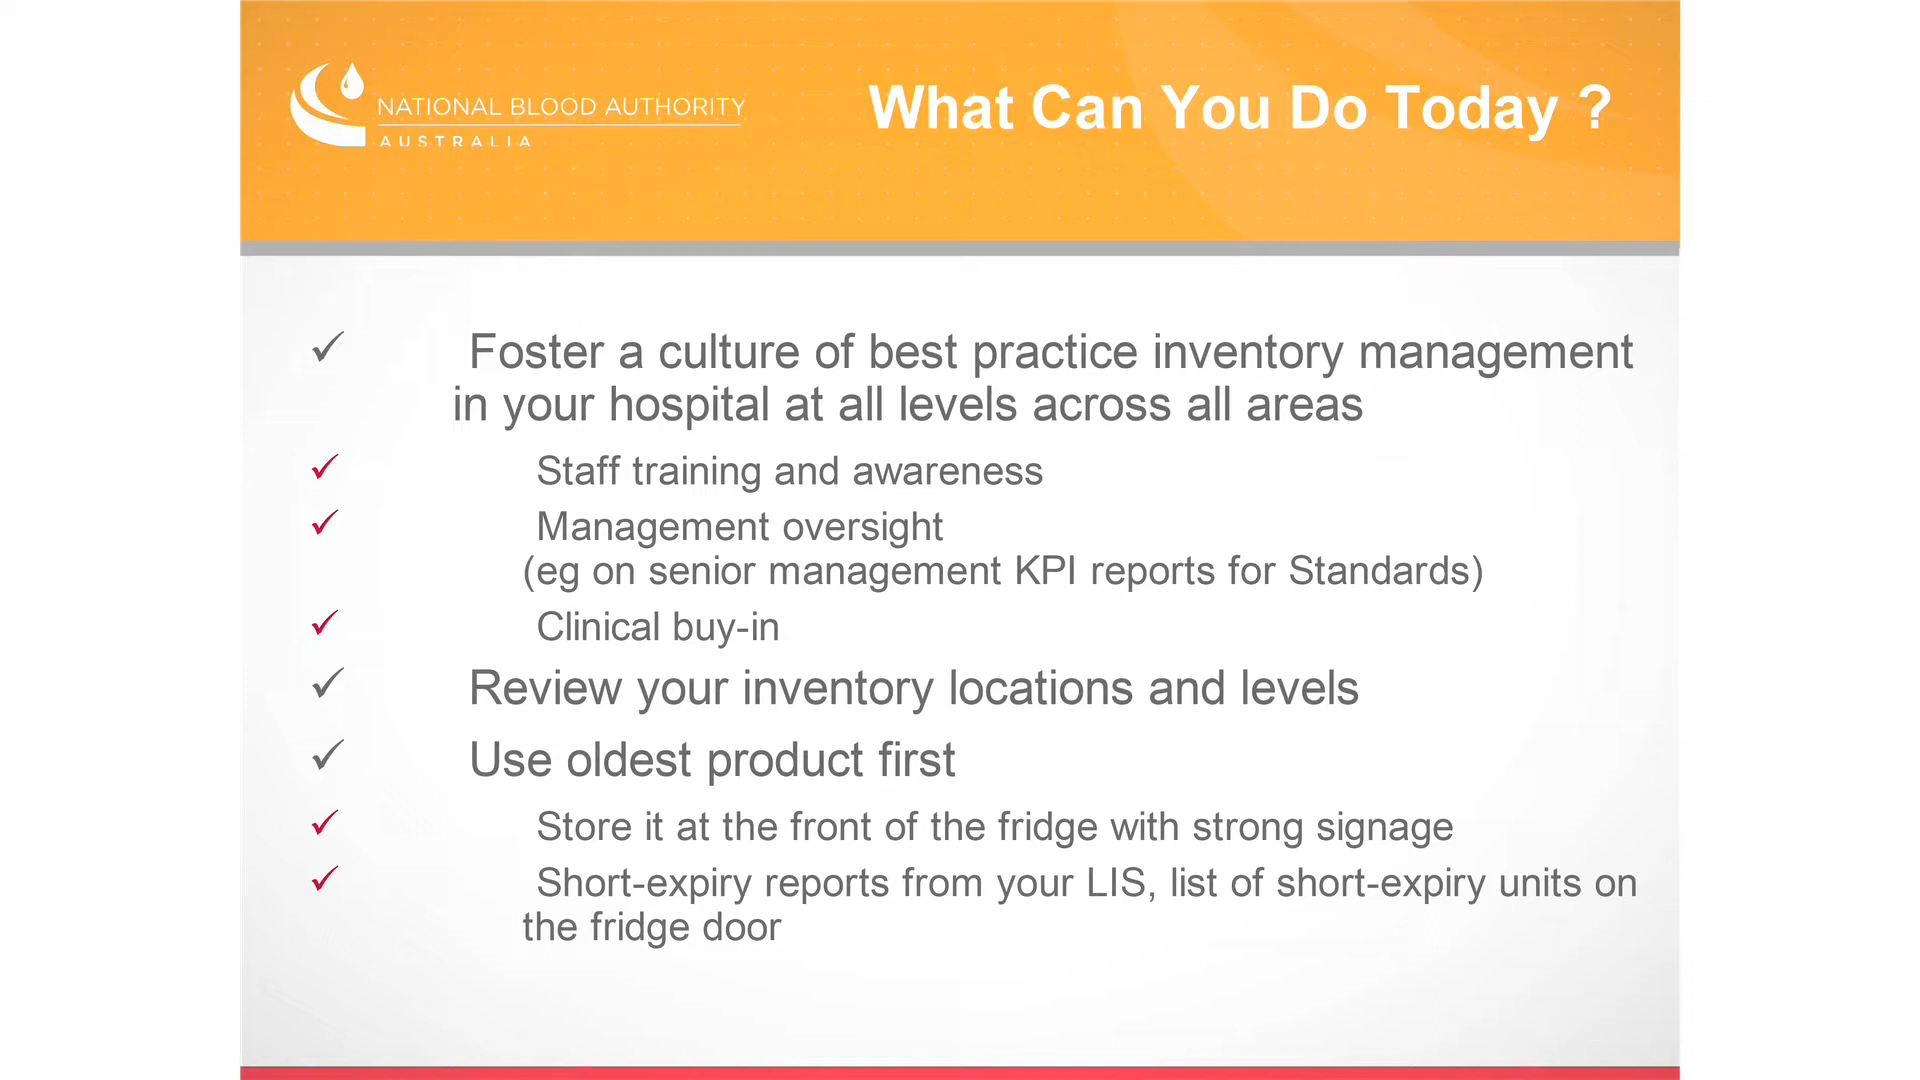 NATIONAL BLOOD AUTHORITY
AUSTRALIA
What Can You Do Today ?
✓ Foster a culture of best practice inventory management
in your hospital at all levels across all areas
✓ Staff training and awareness
✓ Management oversight
(eg on senior management KPI reports for Standards)
✓ Clinical buy-in
✓ Review your inventory locations and levels
✓ Use oldest product first
✓ Store it at the front of the fridge with strong signage
✓ Short-expiry reports from your LIS, list of short-expiry units on
the fridge door